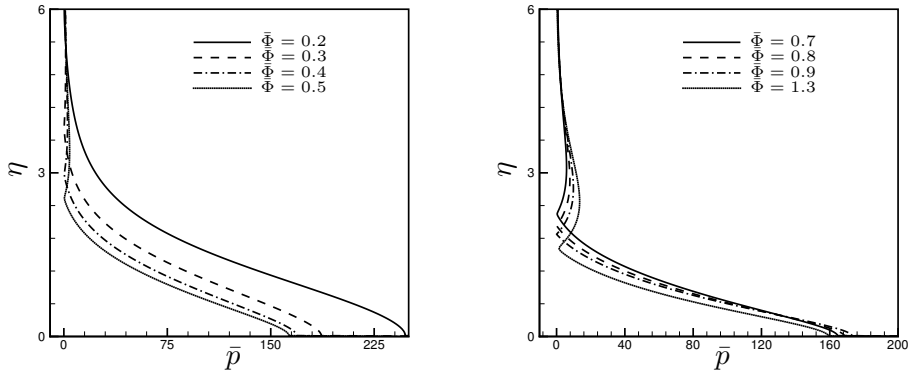 6
3
0
η
0
75
150
225
p̄
Φ̄ = 0.2
Φ̄ = 0.3
Φ̄ = 0.4
Φ̄ = 0.5
6
3
0
η
0
40
80
120
160
200
p̄
Φ̄ = 0.7
Φ̄ = 0.8
Φ̄ = 0.9
Φ̄ = 1.3